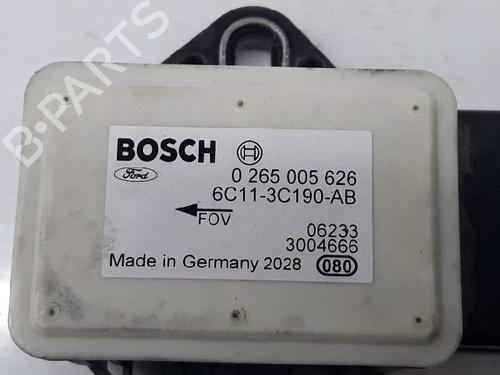 BOSCH
0 265 005 626
Ford
6C11-3C190-AB
FOV
06233
3004666
Made in Germany 2028
080
B-PARTS